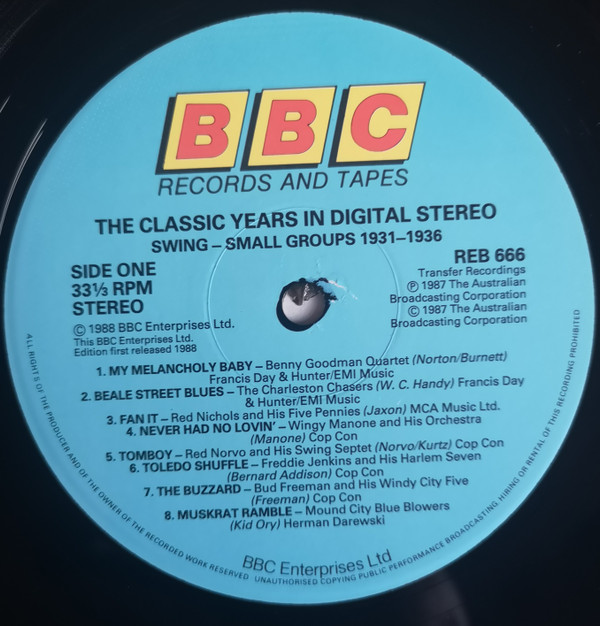 BBC
RECORDS AND TAPES
THE CLASSIC YEARS IN DIGITAL STEREO
SWING – SMALL GROUPS 1931–1936
SIDE ONE
33⅓ RPM
STEREO
Ⓒ 1988 BBC Enterprises Ltd.
This BBC Enterprises Ltd.
Edition first released 1988
REB 666
Transfer Recordings
Ⓟ 1987 The Australian
Broadcasting Corporation
Ⓒ 1987 The Australian
Broadcasting Corporation
1. MY MELANCHOLY BABY – Benny Goodman Quartet (Norton/Burnett)
Francis Day & Hunter/EMI Music
2. BEALE STREET BLUES – The Charleston Chasers (W. C. Handy) Francis Day
& Hunter/EMI Music
3. FAN IT – Red Nichols and His Five Pennies (Jaxon) MCA Music Ltd.
4. NEVER HAD NO LOVIN' – Wingy Manone and His Orchestra
(Manone) Cop Con
5. TOMBOY – Red Norvo and His Swing Septet (Norvo/Kurtz) Cop Con
6. TOLEDO SHUFFLE – Freddie Jenkins and His Harlem Seven
(Bernard Addison) Cop Con
7. THE BUZZARD – Bud Freeman and His Windy City Five
(Freeman) Cop Con
8. MUSKRAT RAMBLE – Mound City Blue Blowers
(Kid Ory) Herman Darewski
BBC Enterprises Ltd
ALL RIGHTS OF THE PRODUCER AND OF THE OWNER OF THE RECORDED WORK RESERVED UNAUTHORISED COPYING PUBLIC PERFORMANCE BROADCASTING HIRING OR RENTAL OF THIS RECORDING PROHIBITED